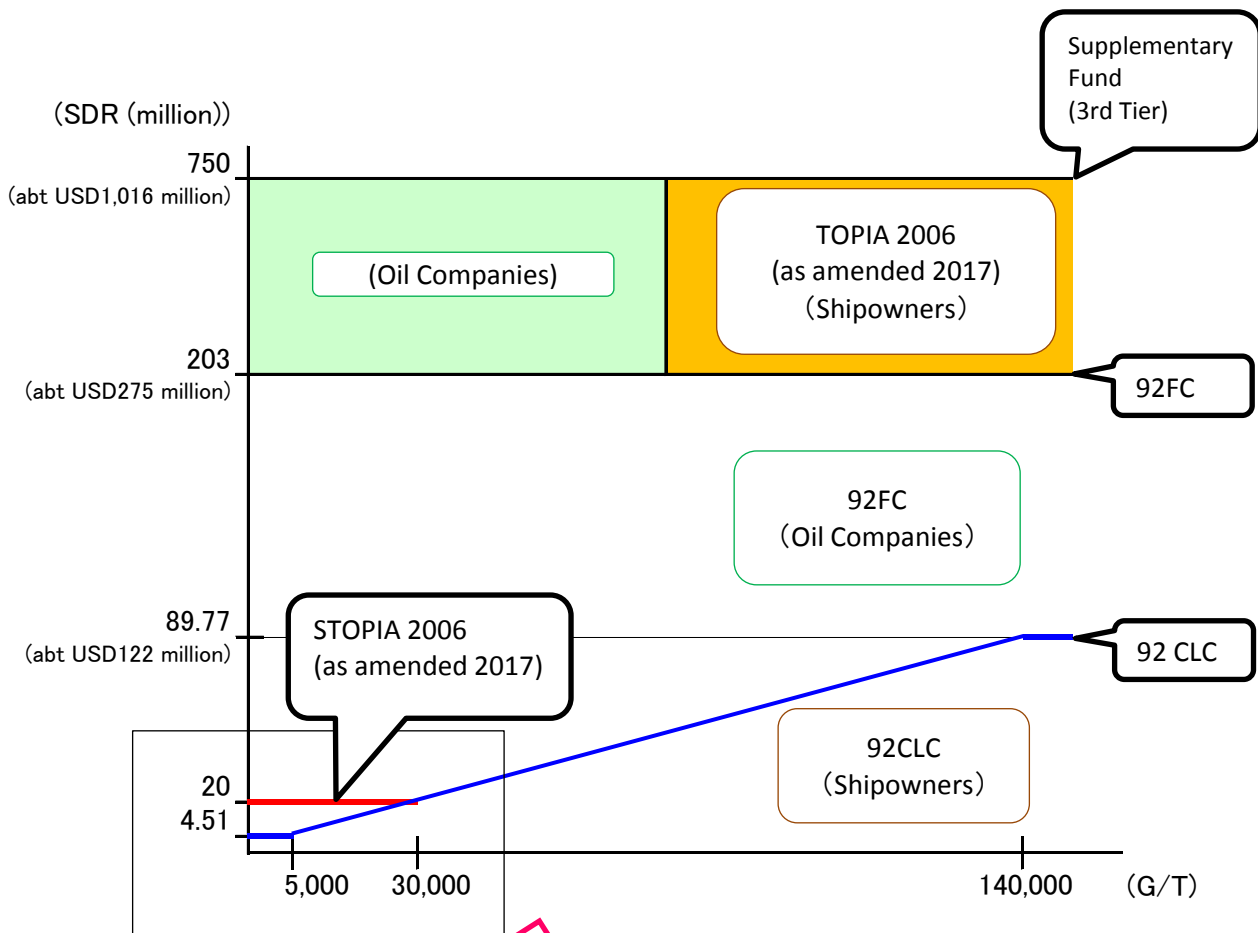 Supplementary
Fund
(3rd Tier)
(SDR (million))
750
(abt USD1,016 million)
TOPIA 2006
(as amended 2017)
（Shipowners）
(Oil Companies)
203
(abt USD275 million)
92FC
92FC
（Oil Companies）
89.77
(abt USD122 million)
STOPIA 2006
(as amended 2017)
92 CLC
92CLC
（Shipowners）
20
4.51
5,000
30,000
140,000
(G/T)